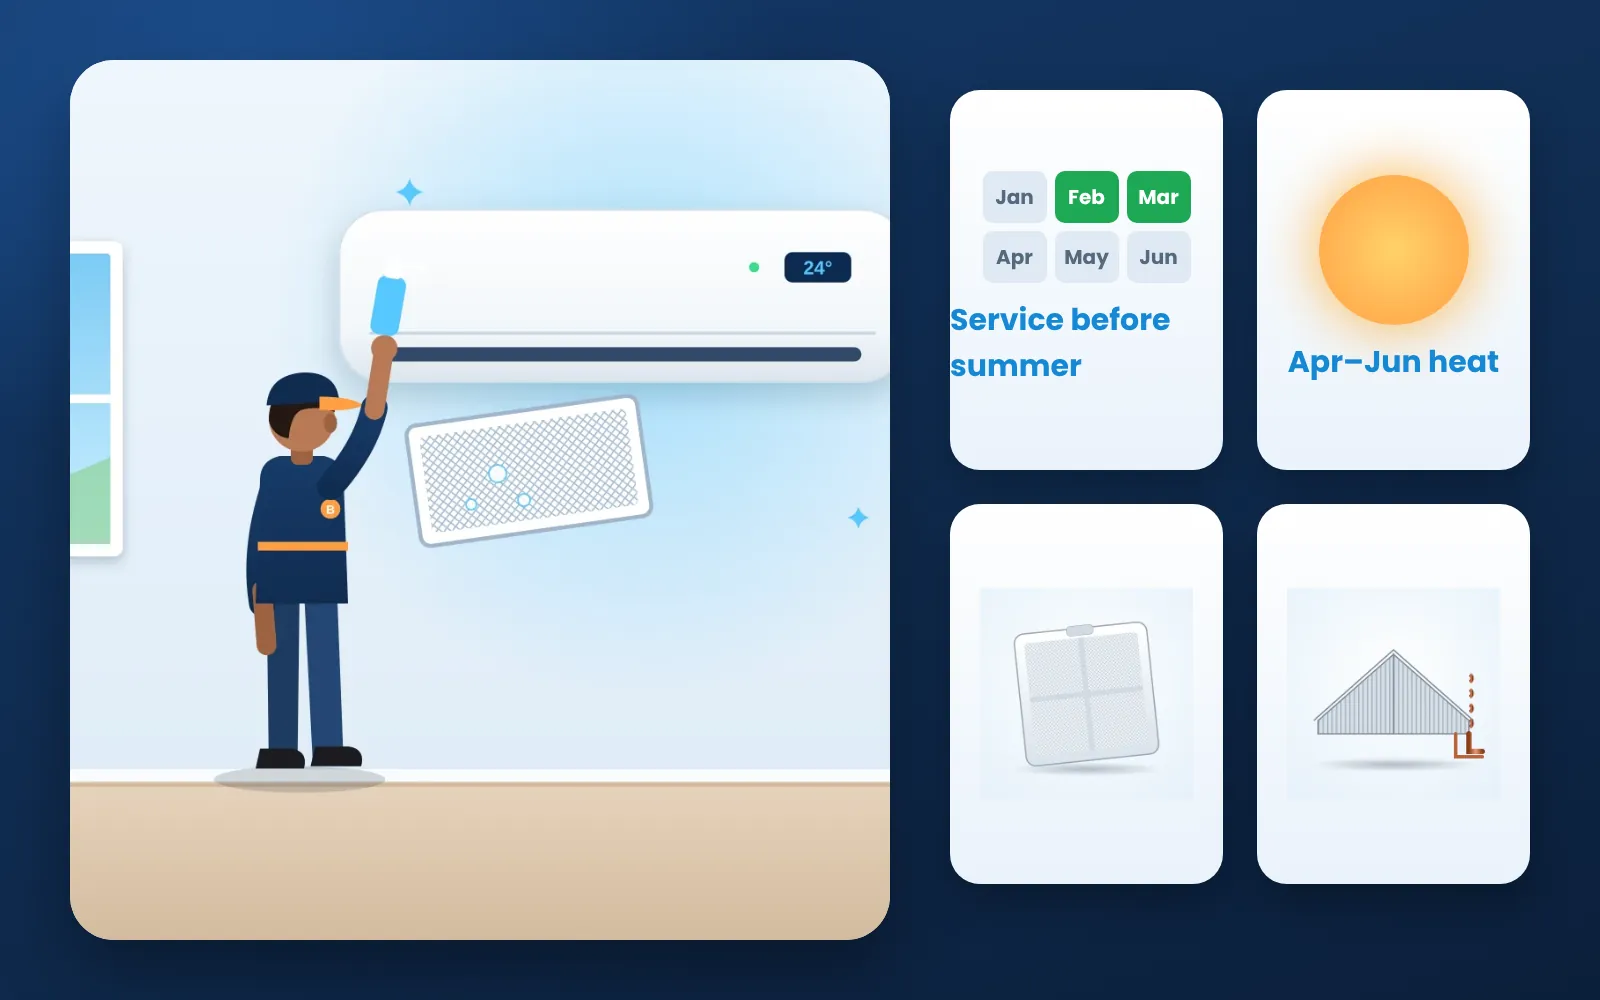 24°
B
Jan Feb Mar
Apr May Jun
Service before
summer
Apr–Jun heat